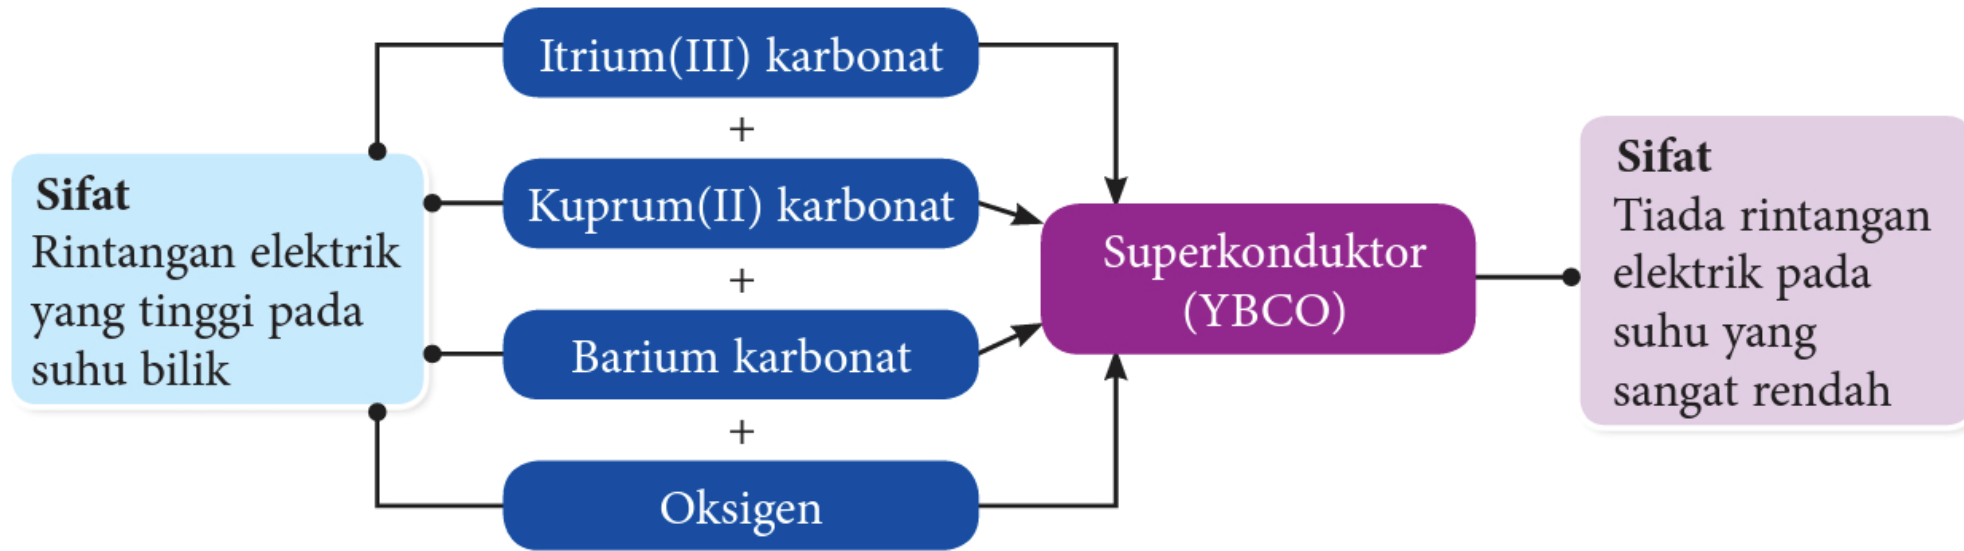 Sifat
Rintangan elektrik
yang tinggi pada
suhu bilik
Itrium(III) karbonat
+
Kuprum(II) karbonat
+
Barium karbonat
+
Oksigen
Superkonduktor
(YBCO)
Sifat
Tiada rintangan
elektrik pada
suhu yang
sangat rendah